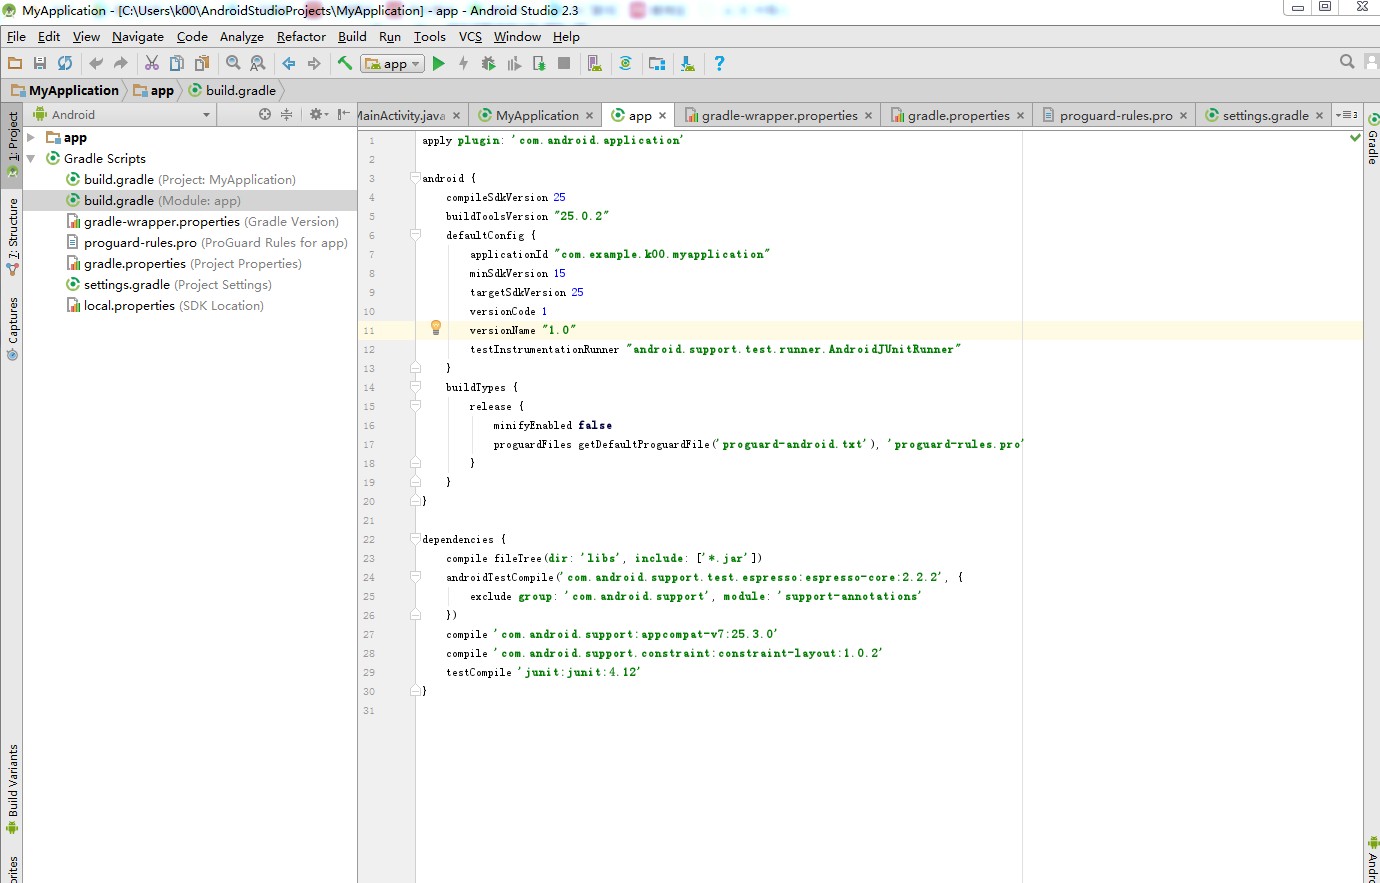 MyApplication - [C:\Users\k00\AndroidStudioProjects\MyApplication] - app - Android Studio 2.3
File Edit View Navigate Code Analyze Refactor Build Run Tools VCS Window Help
app
MyApplication app build.gradle
Android
MainActivity.java MyApplication app gradle-wrapper.properties gradle.properties proguard-rules.pro settings.gradle
1: Project
7: Structure
Captures
Build Variants
app
Gradle Scripts
build.gradle (Project: MyApplication)
build.gradle (Module: app)
gradle-wrapper.properties (Gradle Version)
proguard-rules.pro (ProGuard Rules for app)
gradle.properties (Project Properties)
settings.gradle (Project Settings)
local.properties (SDK Location)
1 apply plugin: 'com.android.application'
2
3 android {
4 compileSdkVersion 25
5 buildToolsVersion "25.0.2"
6 defaultConfig {
7 applicationId "com.example.k00.myapplication"
8 minSdkVersion 15
9 targetSdkVersion 25
10 versionCode 1
11 versionName "1.0"
12 testInstrumentationRunner "android.support.test.runner.AndroidJUnitRunner"
13 }
14 buildTypes {
15 release {
16 minifyEnabled false
17 proguardFiles getDefaultProguardFile('proguard-android.txt'), 'proguard-rules.pro'
18 }
19 }
20 }
21
22 dependencies {
23 compile fileTree(dir: 'libs', include: ['*.jar'])
24 androidTestCompile('com.android.support.test.espresso:espresso-core:2.2.2', {
25 exclude group: 'com.android.support', module: 'support-annotations'
26 })
27 compile 'com.android.support:appcompat-v7:25.3.0'
28 compile 'com.android.support.constraint:constraint-layout:1.0.2'
29 testCompile 'junit:junit:4.12'
30 }
31
Gradle